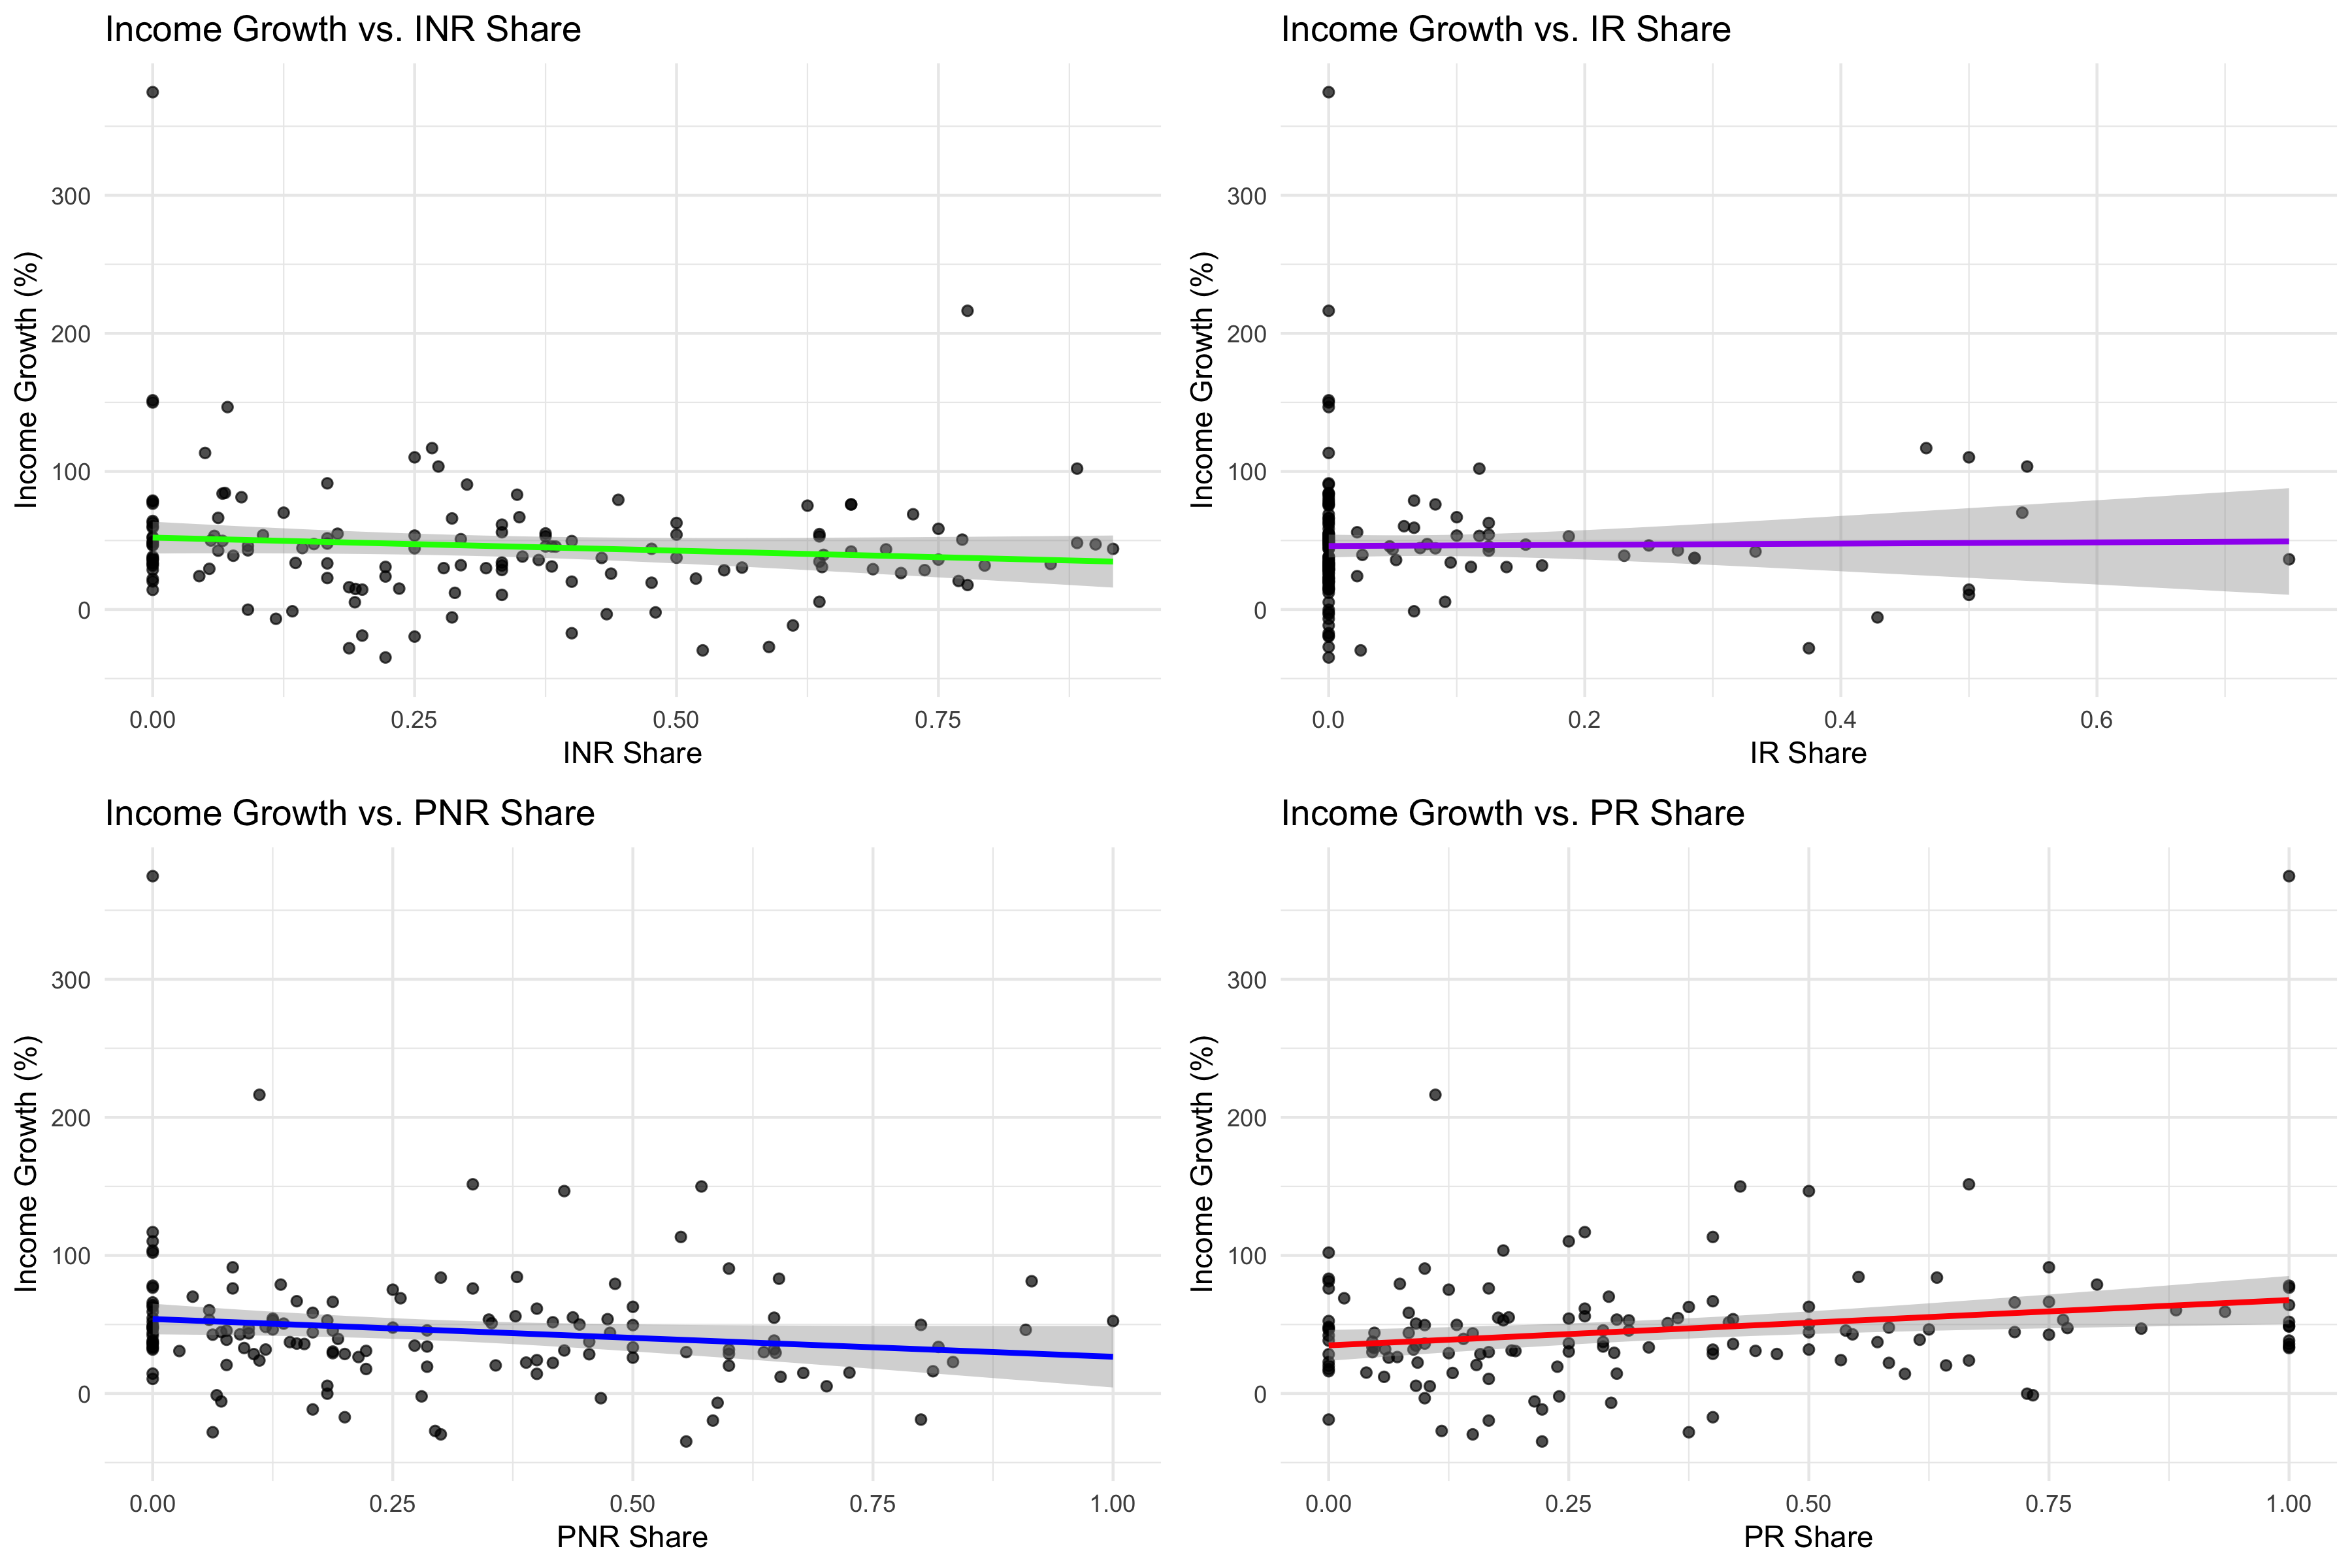 Income Growth vs. INR Share
Income Growth (%)
300
200
100
0
0.00 0.25 0.50 0.75
INR Share
Income Growth vs. IR Share
Income Growth (%)
300
200
100
0
0.0 0.2 0.4 0.6
IR Share
Income Growth vs. PNR Share
Income Growth (%)
300
200
100
0
0.00 0.25 0.50 0.75 1.00
PNR Share
Income Growth vs. PR Share
Income Growth (%)
300
200
100
0
0.00 0.25 0.50 0.75 1.00
PR Share